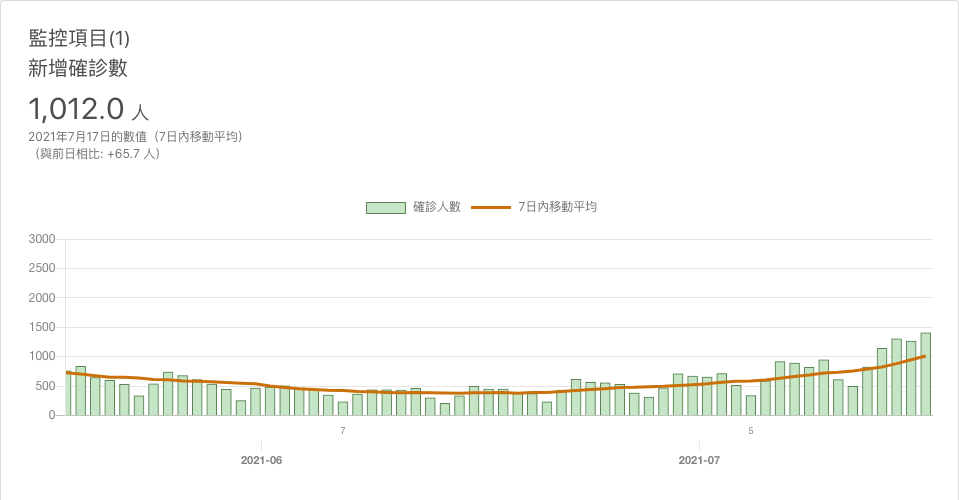 監控項目(1)
新增確診數
1,012.0 人
2021年7月17日的數值（7日內移動平均）
（與前日相比: +65.7 人）
確診人數 7日內移動平均
3000
2500
2000
1500
1000
500
0
7 5
2021-06 2021-07